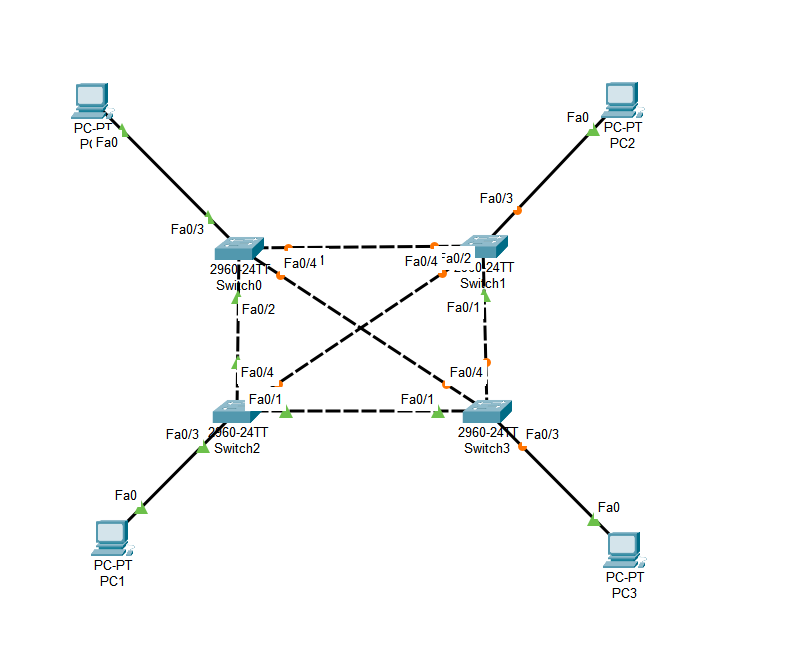 PC-PT
Fa0
Fa0
PC-PT
PC2
Fa0/3
Fa0/3
Fa0/4
Fa0/4
Fa0/2
2960-24TT
Switch0
Switch1
Fa0/2
Fa0/1
Fa0/4
Fa0/4
Fa0/1
Fa0/1
Fa0/3
2960-24TT
Switch2
2960-24TT
Switch3
Fa0/3
Fa0
Fa0
PC-PT
PC1
PC-PT
PC3